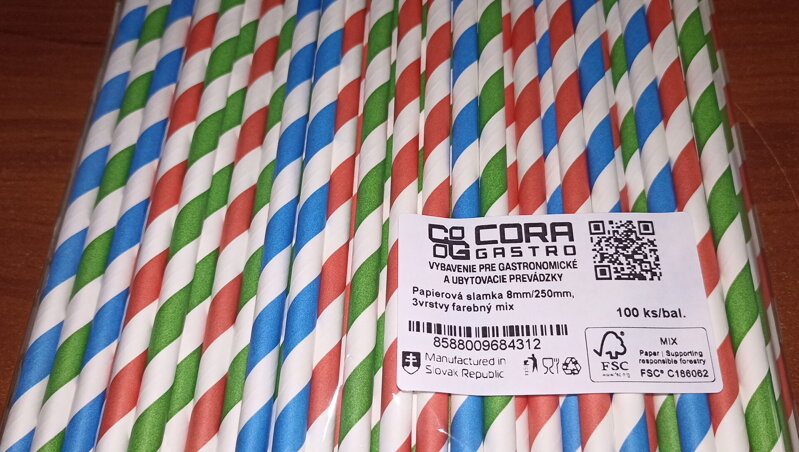 CORA
GASTRO
VYBAVENIE PRE GASTRONOMICKÉ
A UBYTOVACIE PREVÁDZKY
Papierová slamka 8mm/250mm,
3vrstvy farebný mix
100 ks/bal.
8588009684312
Manufactured in
Slovak Republic
FSC
MIX
Paper | Supporting
responsible forestry
FSC® C186062